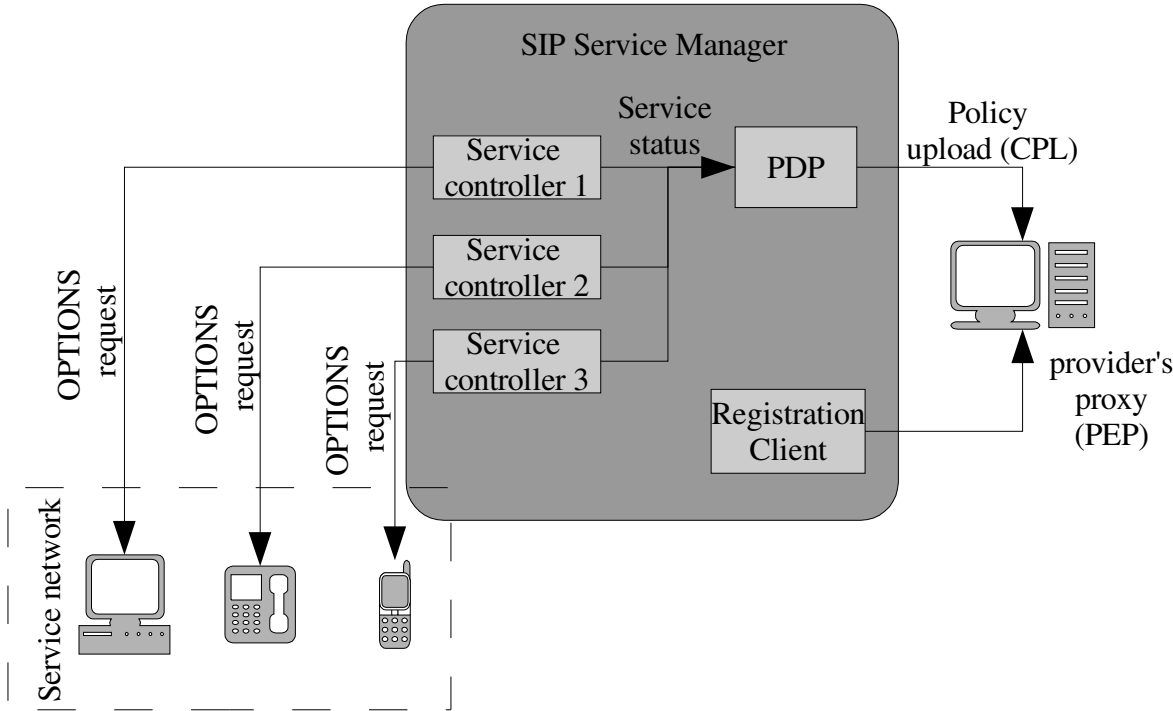 SIP Service Manager
Service
status
Policy
upload (CPL)
Service
controller 1
PDP
Service
controller 2
Service
controller 3
OPTIONS
request
OPTIONS
request
OPTIONS
request
Registration
Client
provider's
proxy
(PEP)
Service network